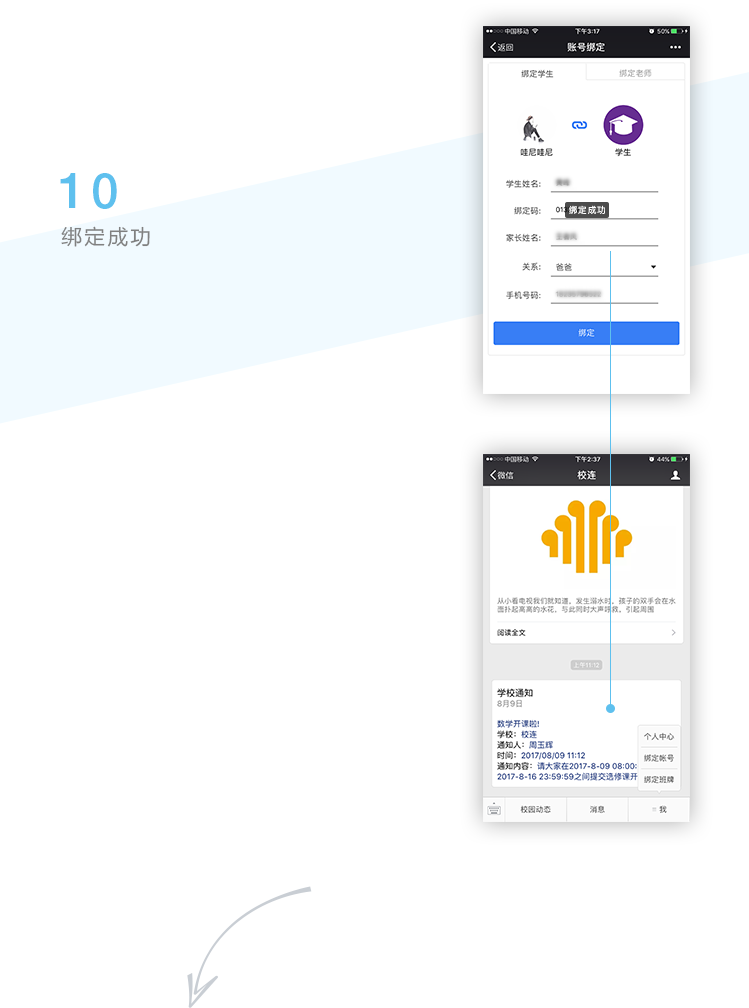 10
绑定成功
中国移动 下午3:17 50%
返回 账号绑定
绑定学生 绑定老师
哇尼哇尼 学生
学生姓名:
绑定码: 绑定成功
家长姓名:
关系: 爸爸
手机号码:
绑定
中国移动 下午2:37 44%
微信 校连
从小看电视我们就知道，发生溺水时，孩子的双手会在水
面扑起高高的水花，与此同时大声呼救，引起周围
阅读全文
上午11:12
学校通知
8月9日
数学开课啦!
学校：校连
通知人：周玉辉
时间：2017/08/09 11:12
通知内容：请大家在2017-8-09 08:00:
2017-8-16 23:59:59之间提交选修课开
个人中心
绑定帐号
绑定班牌
校园动态 消息 我